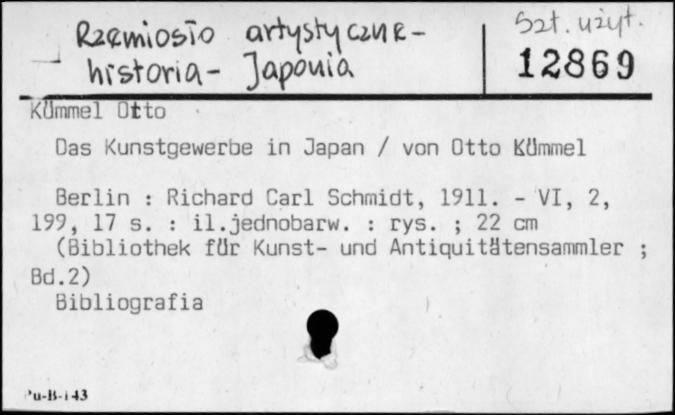 Rzemiosło artystyczne-
historia- Japonia
Szt. użyt.
12869
Kümmel Otto
Das Kunstgewerbe in Japan / von Otto Kümmel
Berlin : Richard Carl Schmidt, 1911. - VI, 2,
199, 17 s. : il.jednobarw. : rys. ; 22 cm
(Bibliothek für Kunst- und Antiquitätensammler ;
Bd.2)
Bibliografia
Pu-B-143